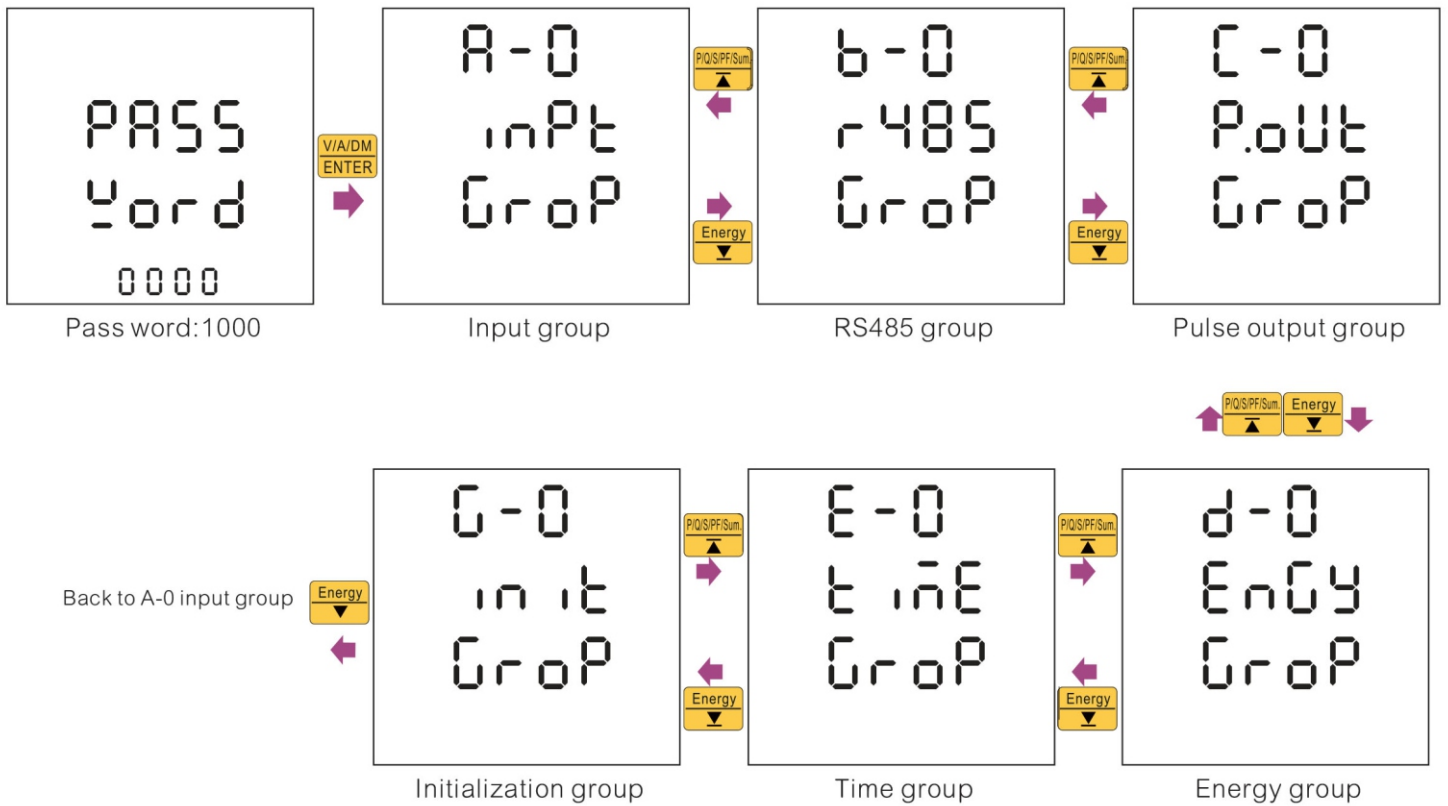 PASS
Word
0000
Pass word:1000
V/A/DM
ENTER
A-0
inPt
GroP
Input group
P/Q/S/PF/Sum.
Energy
b-0
r485
GroP
RS485 group
P/Q/S/PF/Sum.
Energy
C-0
P.oUt
GroP
Pulse output group
P/Q/S/PF/Sum.
Energy
Back to A-0 input group
Energy
G-0
init
GroP
Initialization group
P/Q/S/PF/Sum.
Energy
E-0
timE
GroP
Time group
P/Q/S/PF/Sum.
Energy
d-0
EnGy
GroP
Energy group